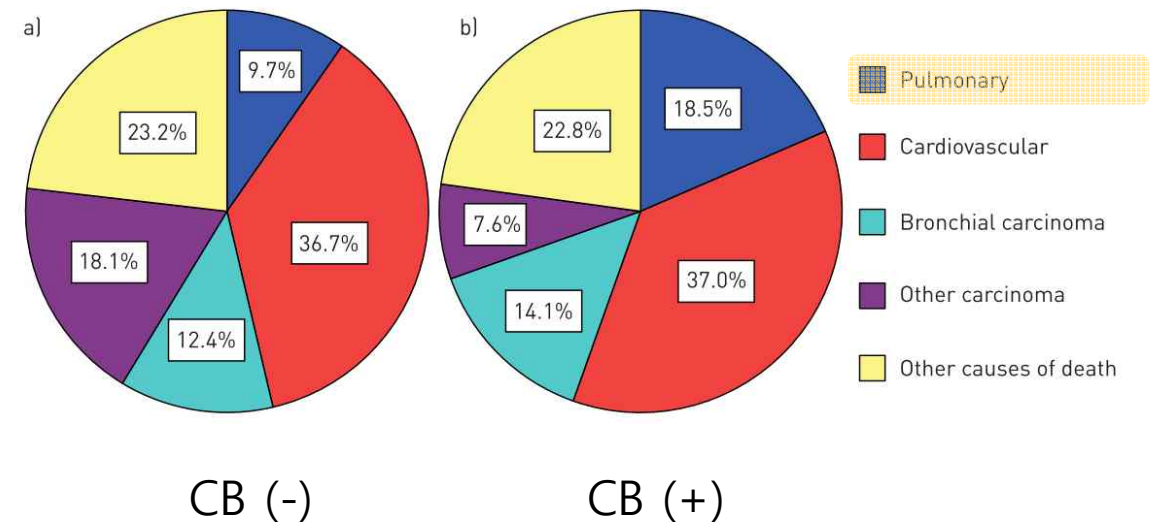 a)
9.7%
36.7%
12.4%
18.1%
23.2%
b)
18.5%
37.0%
14.1%
7.6%
22.8%
Pulmonary
Cardiovascular
Bronchial carcinoma
Other carcinoma
Other causes of death
CB (-)
CB (+)